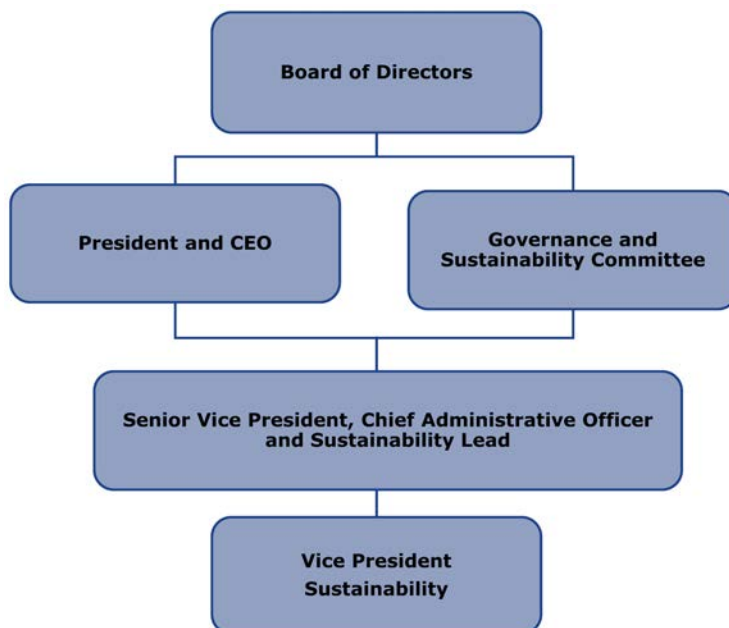 Board of Directors
President and CEO
Governance and
Sustainability Committee
Senior Vice President, Chief Administrative Officer
and Sustainability Lead
Vice President
Sustainability